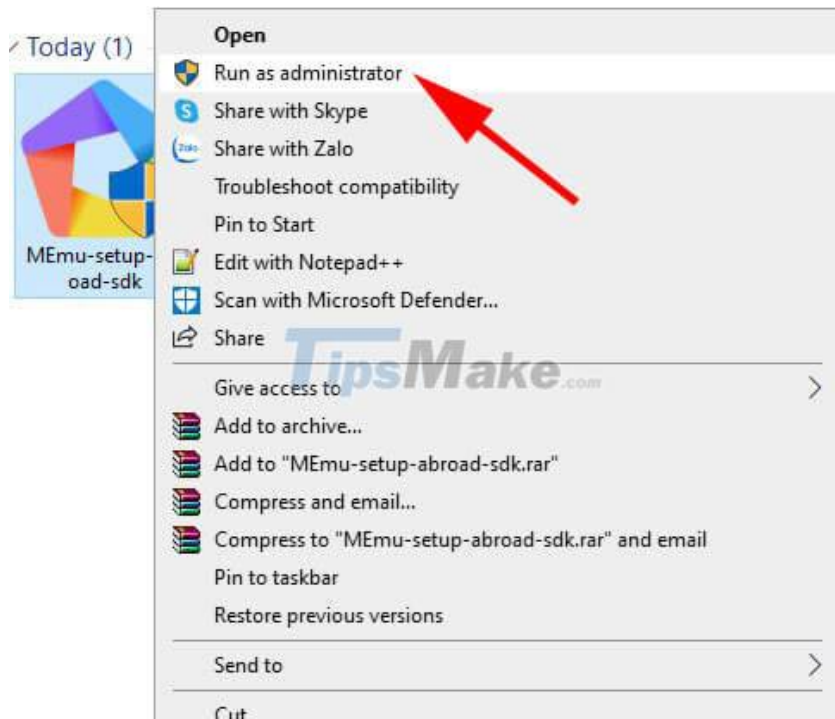 Today (1)
MEmu-setup-
oad-sdk
Open
Run as administrator
Share with Skype
Zalo
Share with Zalo
Troubleshoot compatibility
Pin to Start
Edit with Notepad++
Scan with Microsoft Defender...
Share
TipsMake.com
Give access to
Add to archive...
Add to "MEmu-setup-abroad-sdk.rar"
Compress and email...
Compress to "MEmu-setup-abroad-sdk.rar" and email
Pin to taskbar
Restore previous versions
Send to
Cut